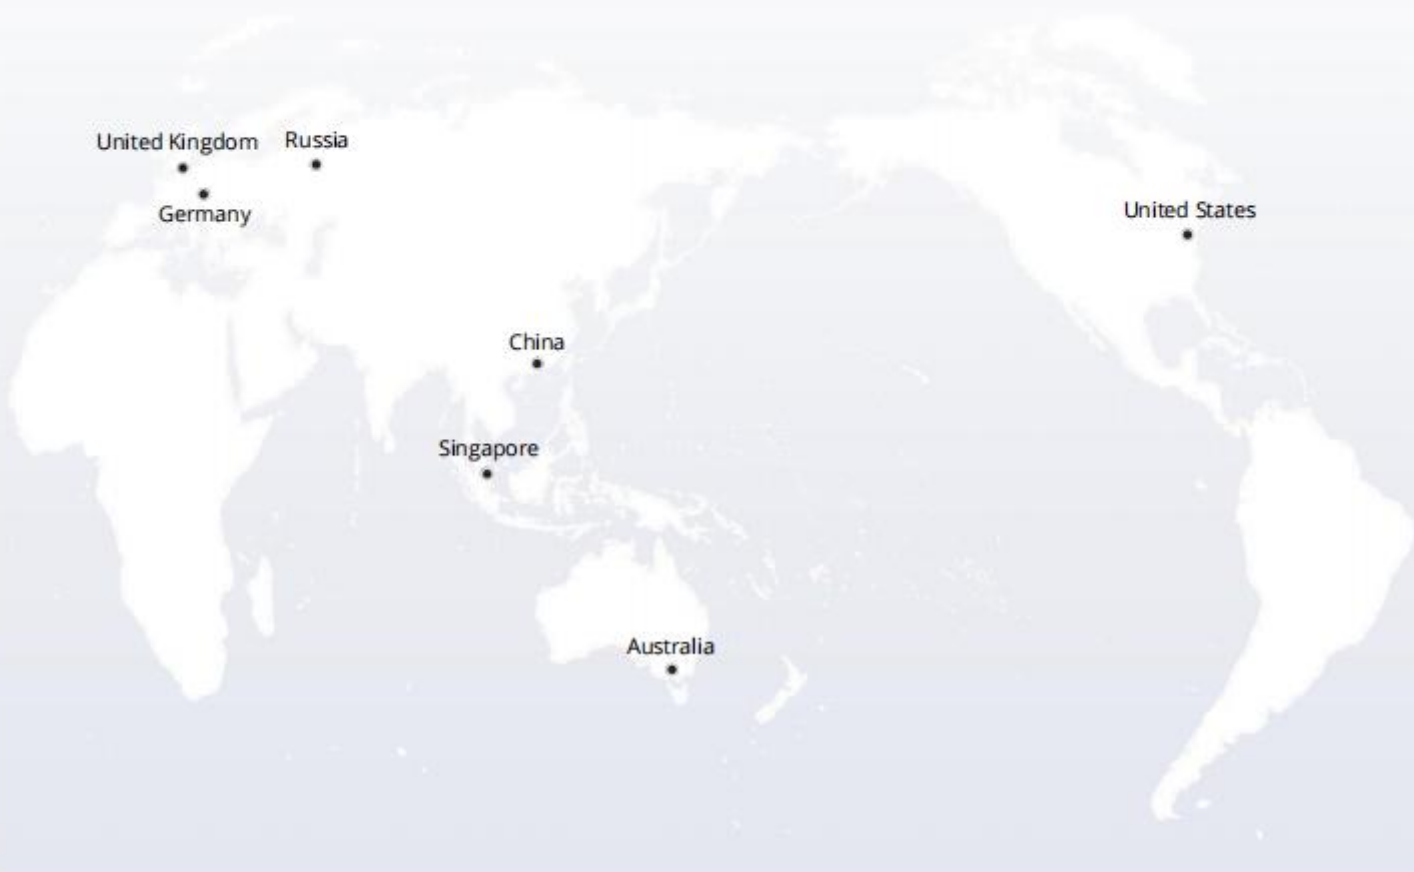 United Kingdom
Russia
Germany
United States
China
Singapore
Australia